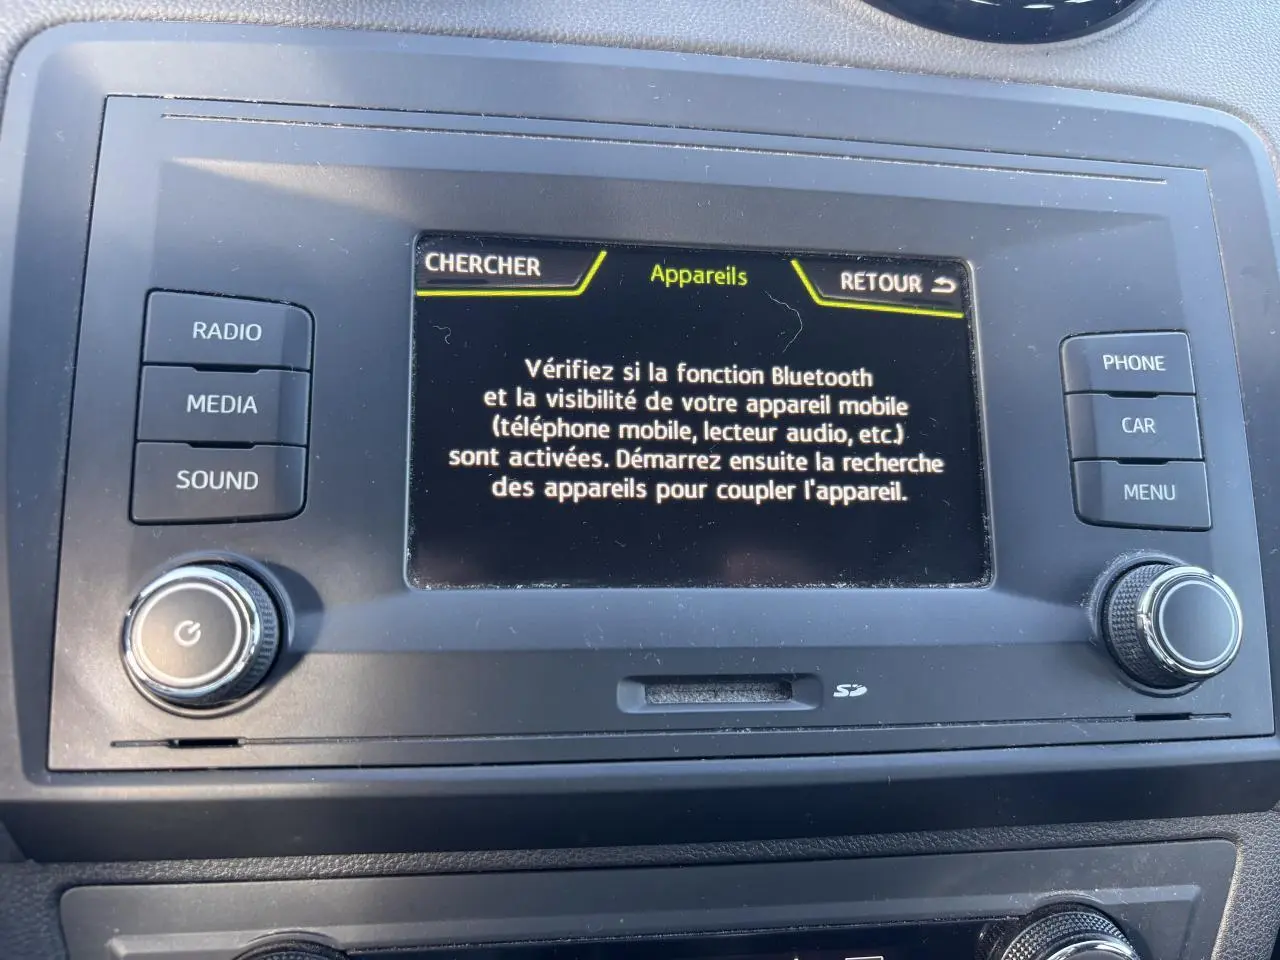 CHERCHER
Appareils
RETOUR
Vérifiez si la fonction Bluetooth
et la visibilité de votre appareil mobile
(téléphone mobile, lecteur audio, etc.)
sont activées. Démarrez ensuite la recherche
des appareils pour coupler l'appareil.
RADIO
MEDIA
SOUND
PHONE
CAR
MENU
SD